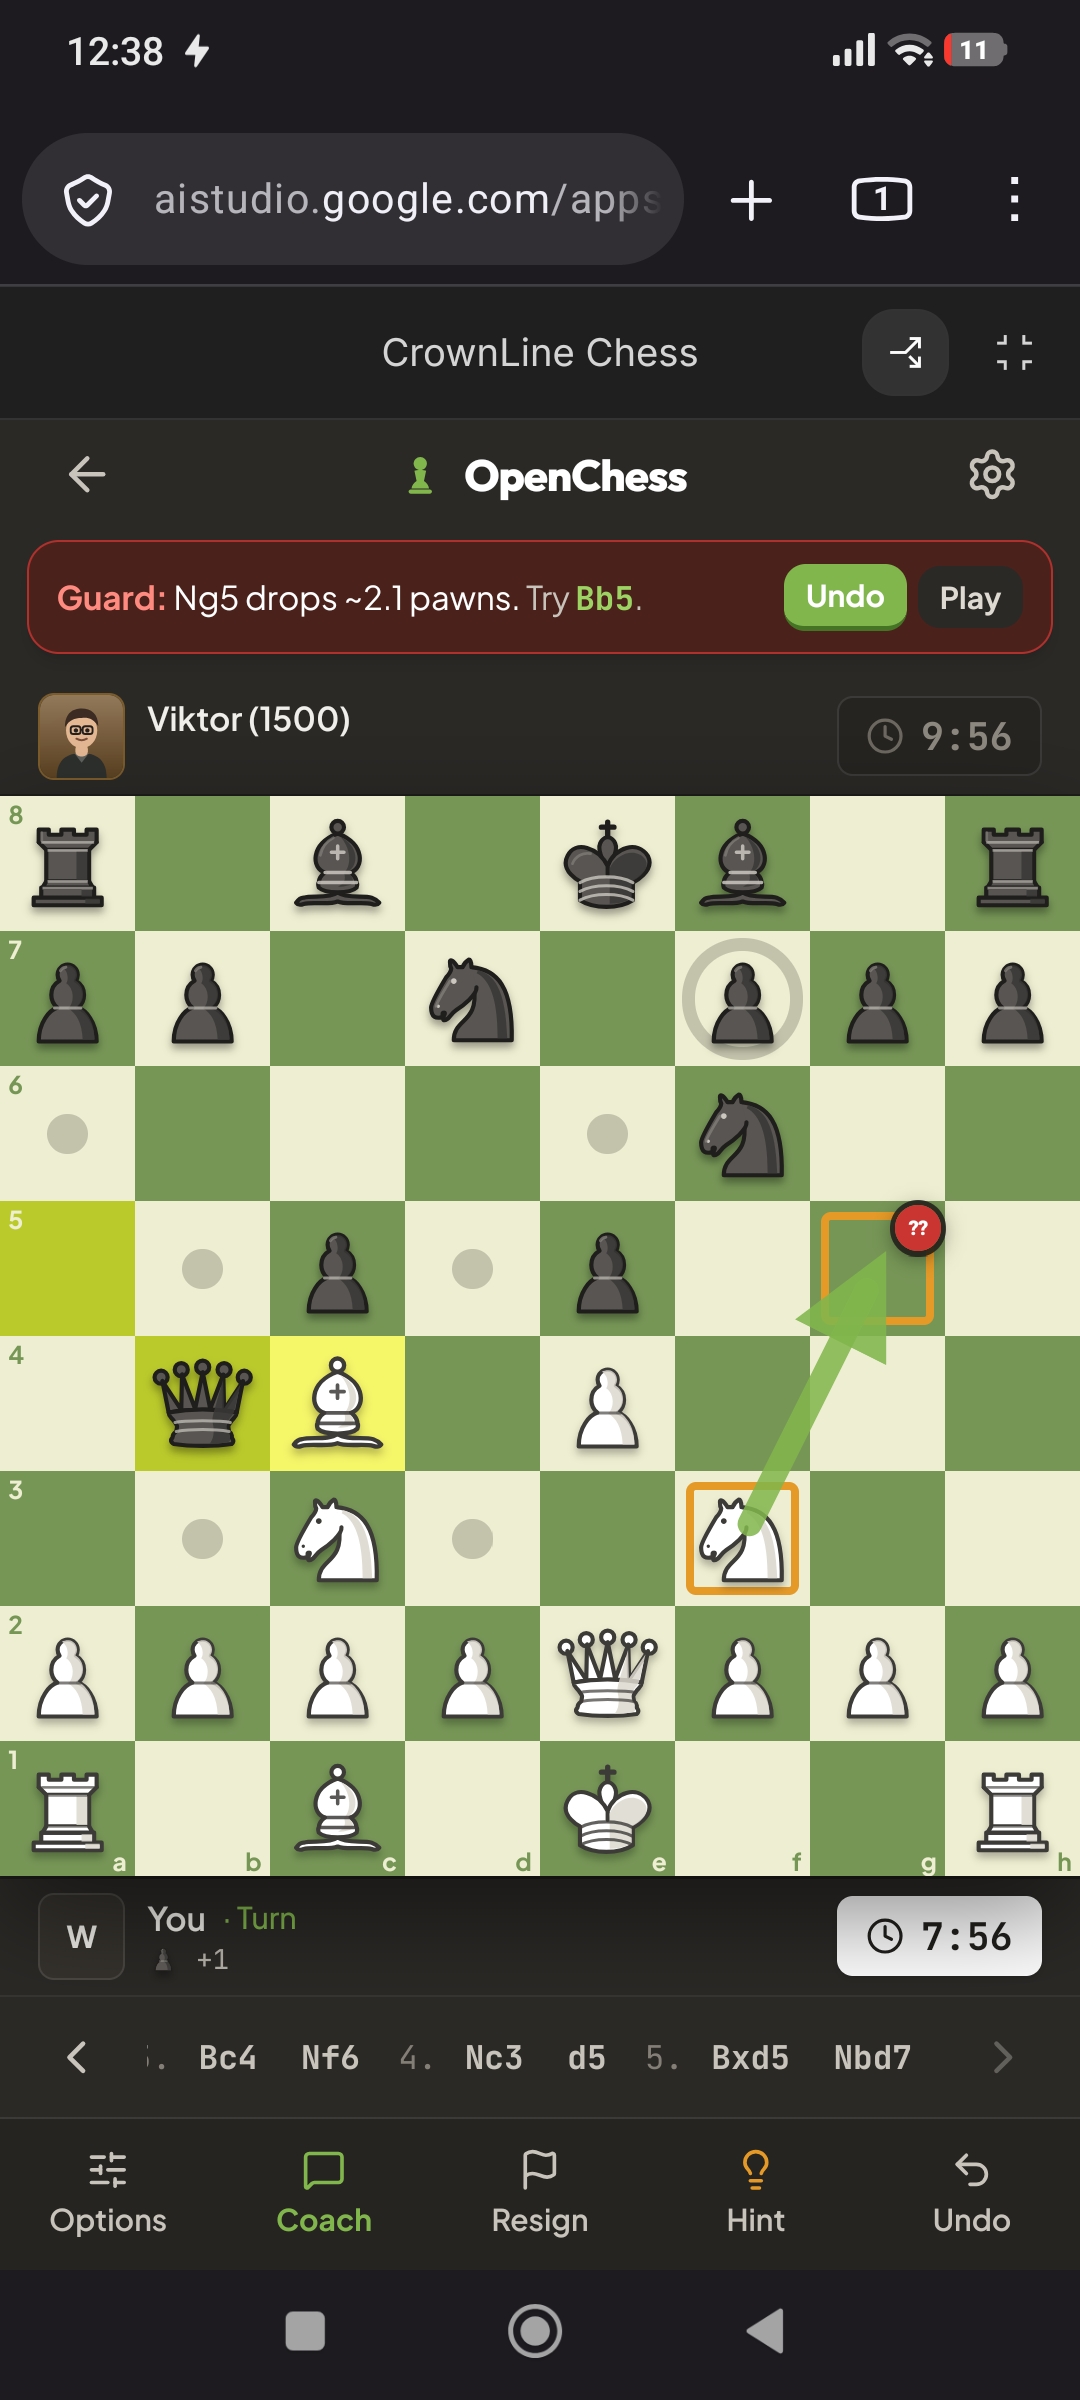 12:38
11
aistudio.google.com/apps
1
CrownLine Chess
OpenChess
Guard: Ng5 drops ~2.1 pawns. Try Bb5.
Undo
Play
Viktor (1500)
9:56
8
7
6
5
??
4
3
2
1
a b c d e f g h
W
You · Turn
+1
7:56
Bc4 Nf6 4. Nc3 d5 5. Bxd5 Nbd7
Options
Coach
Resign
Hint
Undo